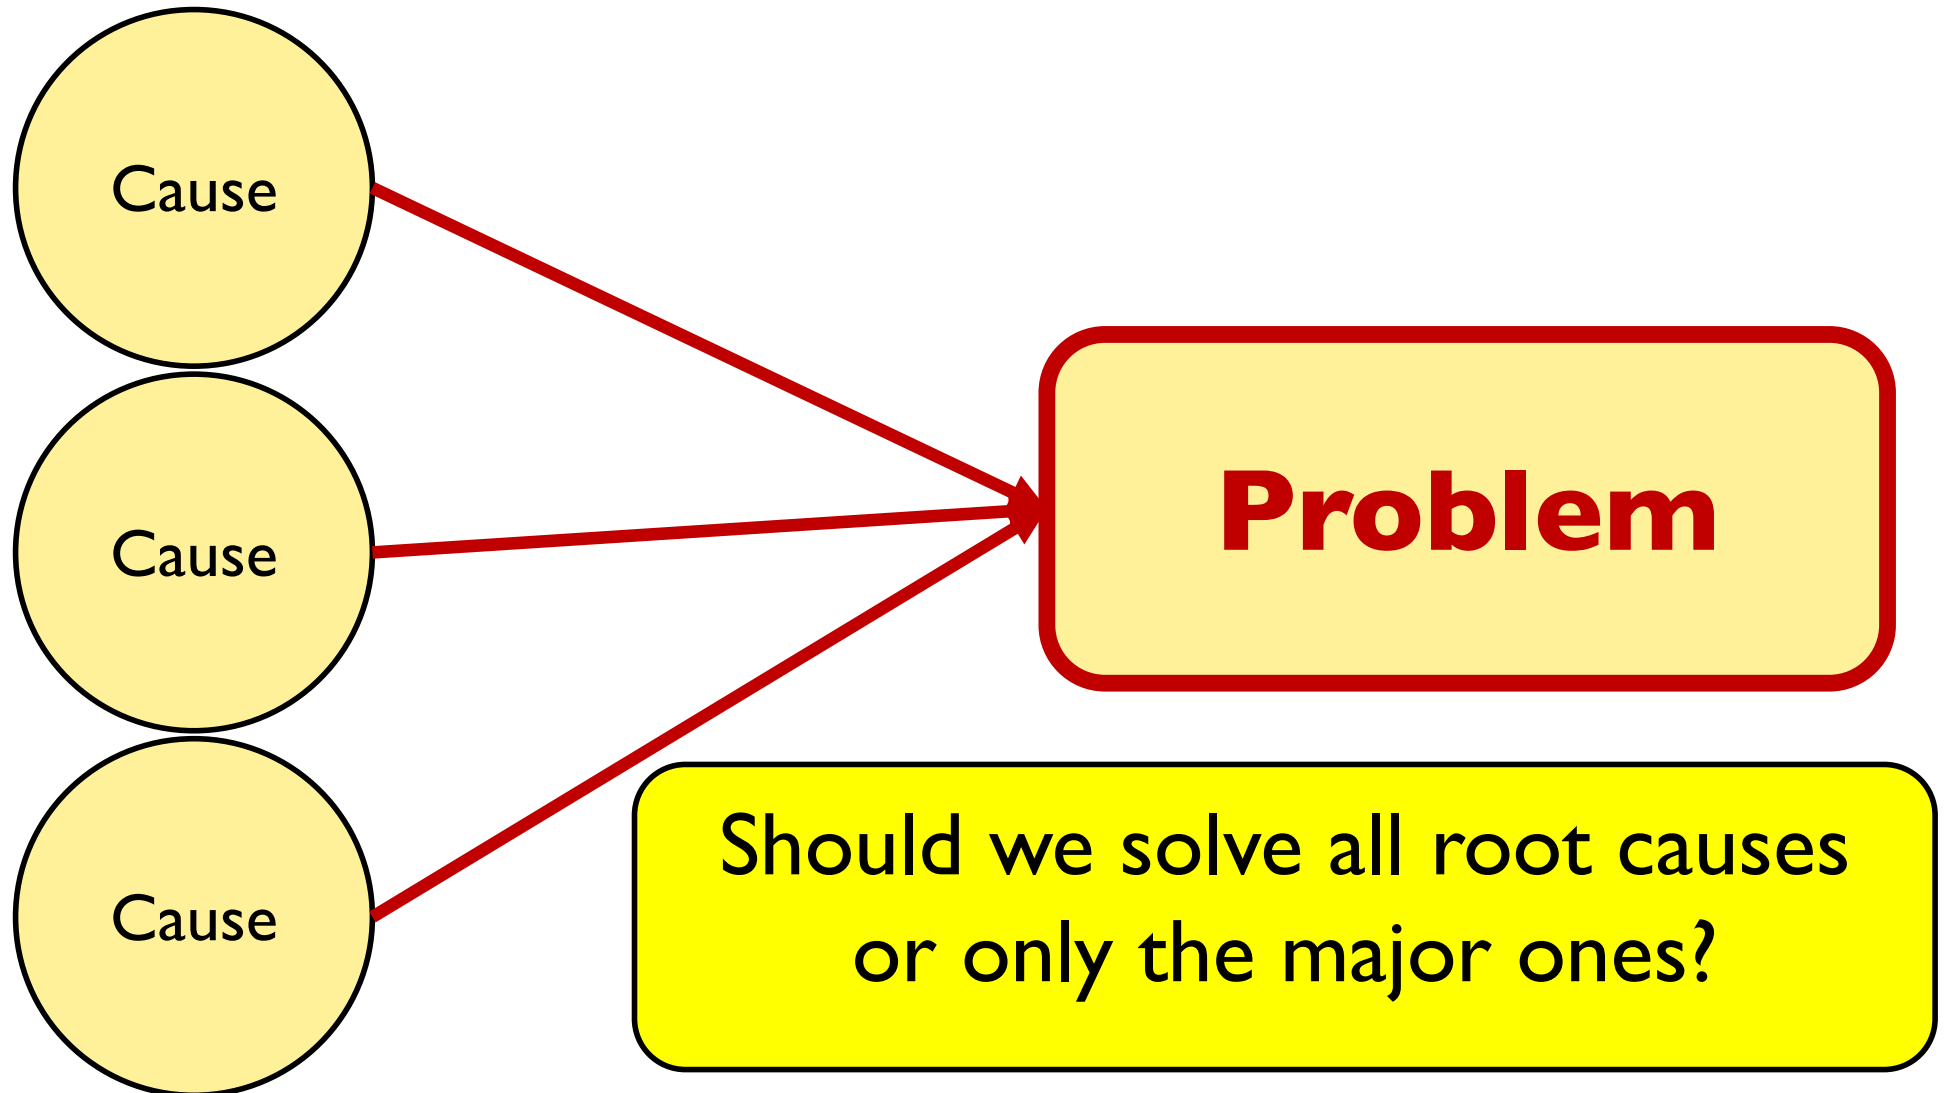 Cause
Cause
Problem
Cause
Should we solve all root causes
or only the major ones?